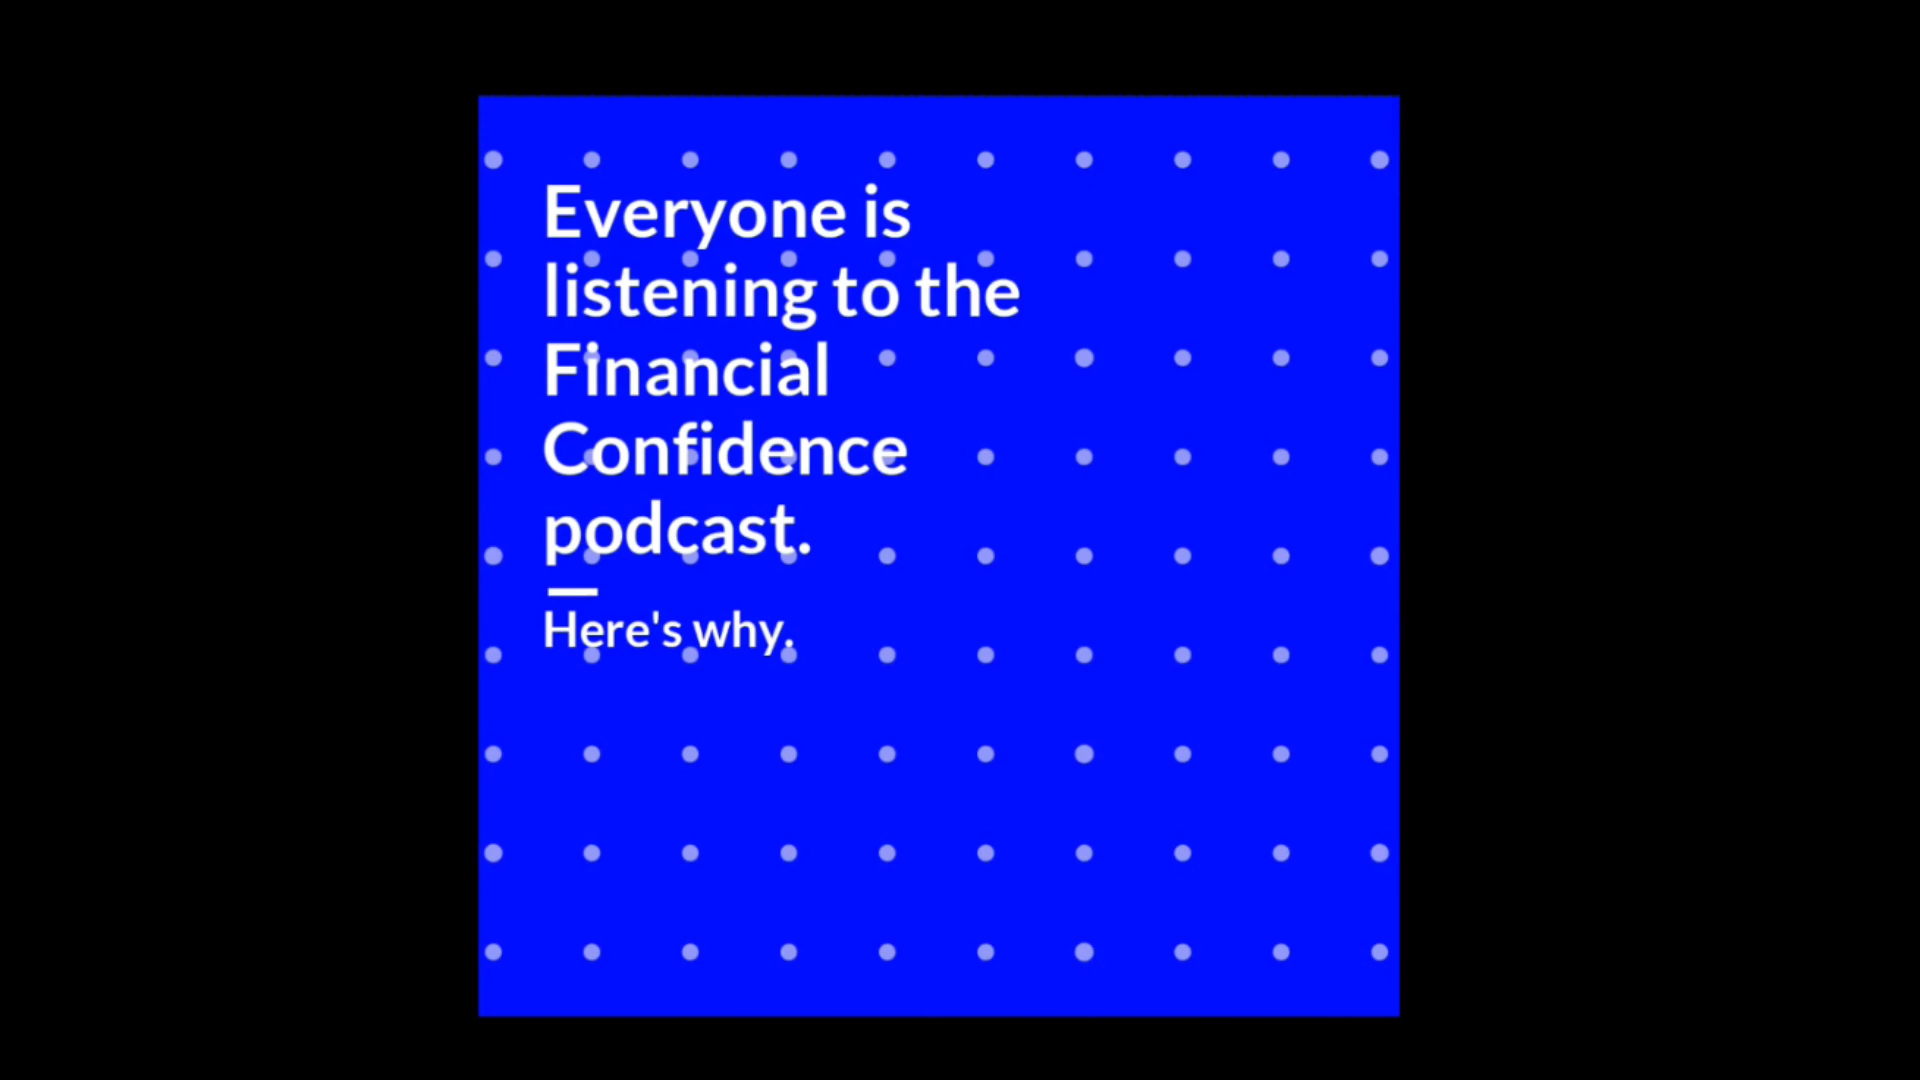 Everyone is
listening to the
Financial
Confidence
podcast.
Here's why.